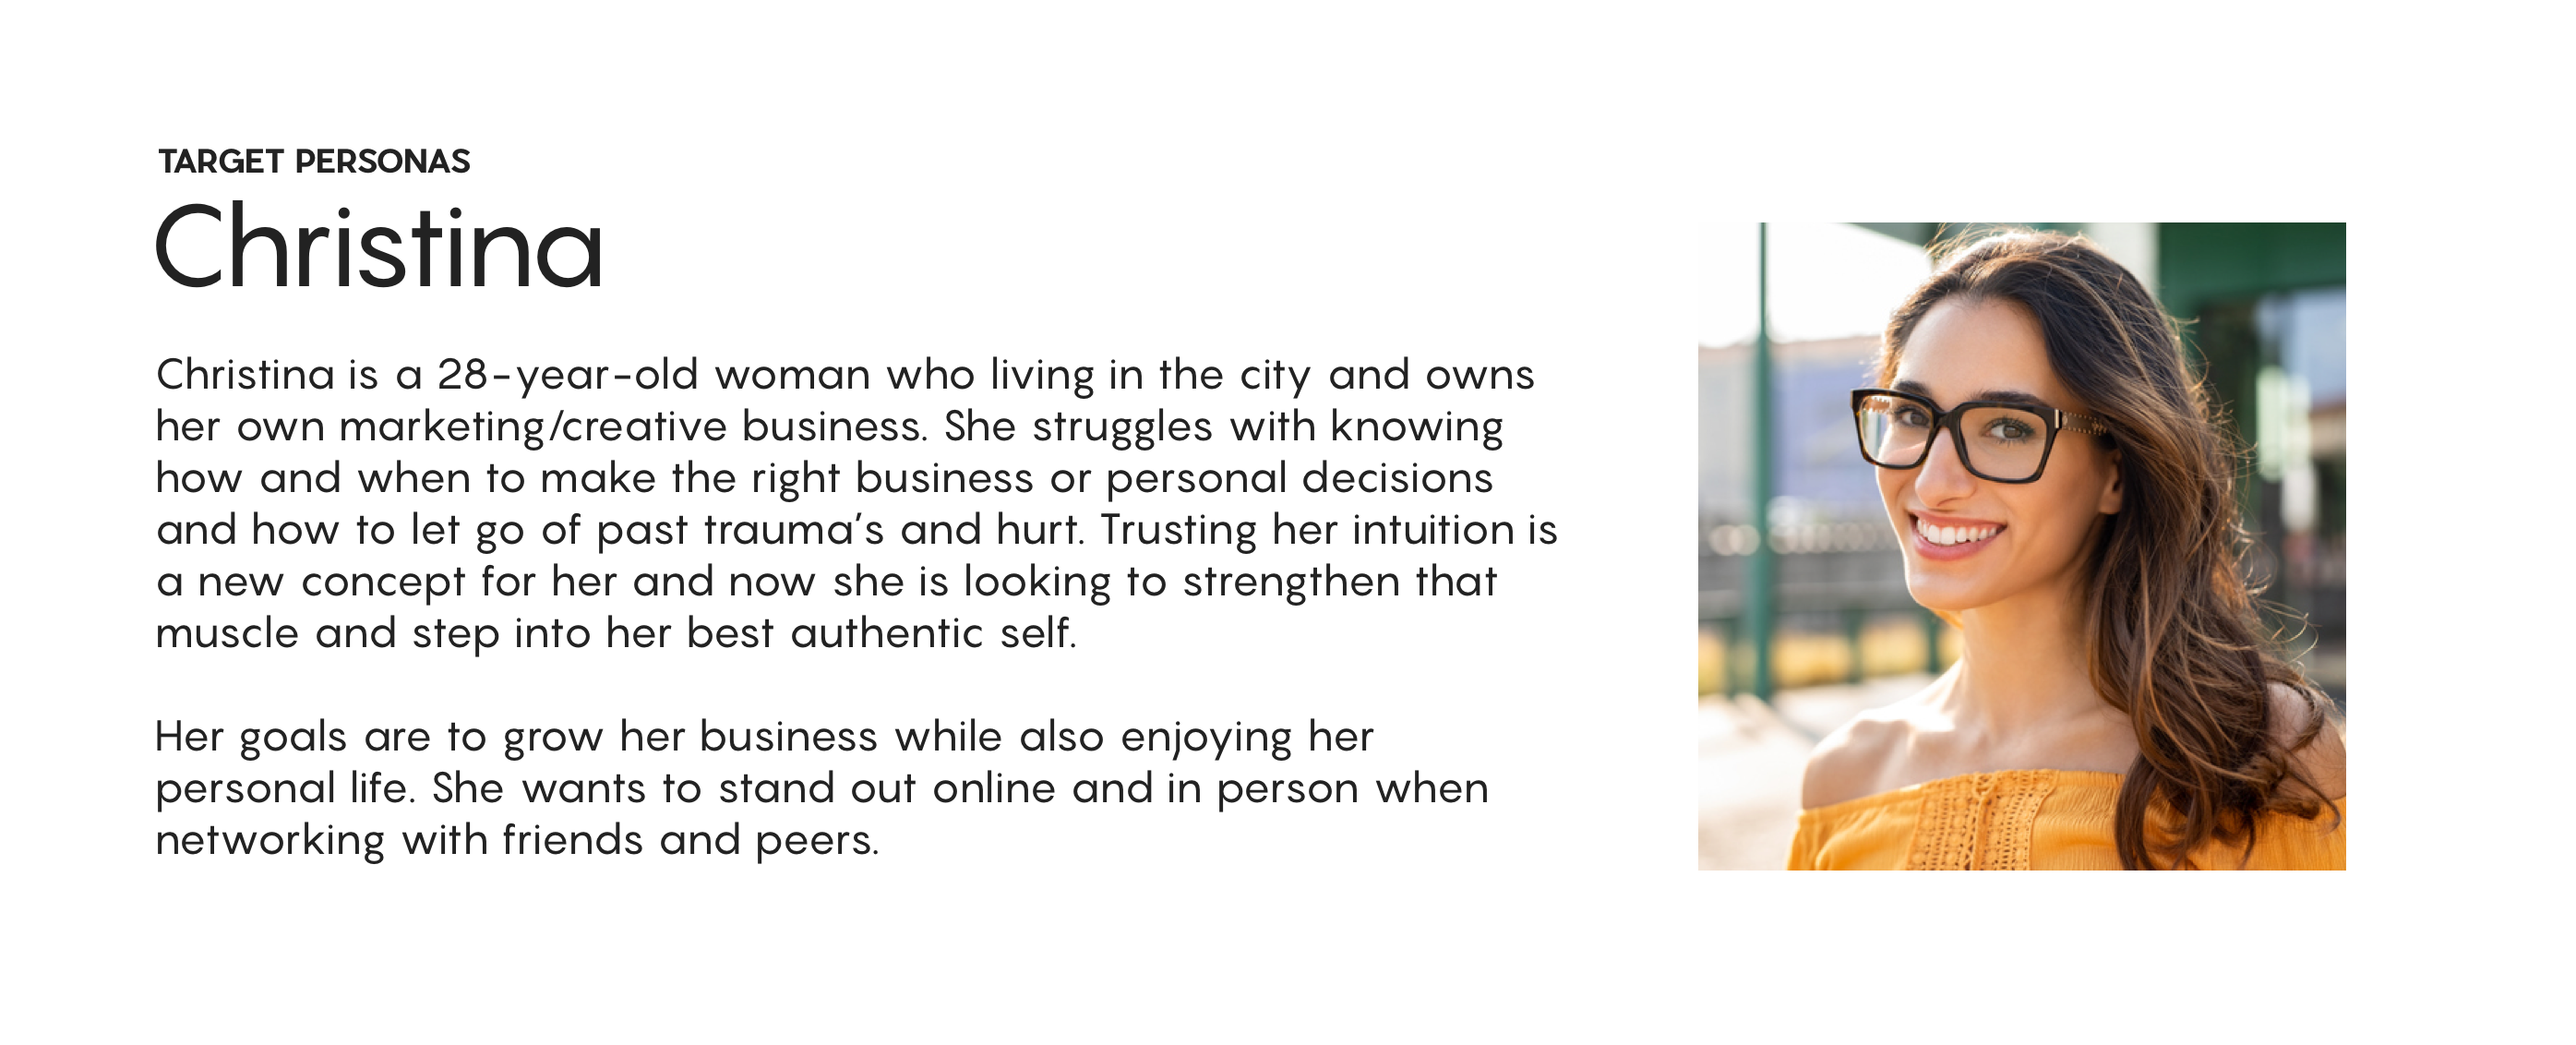 TARGET PERSONAS
Christina
Christina is a 28-year-old woman who living in the city and owns
her own marketing/creative business. She struggles with knowing
how and when to make the right business or personal decisions
and how to let go of past trauma’s and hurt. Trusting her intuition is
a new concept for her and now she is looking to strengthen that
muscle and step into her best authentic self.
Her goals are to grow her business while also enjoying her
personal life. She wants to stand out online and in person when
networking with friends and peers.